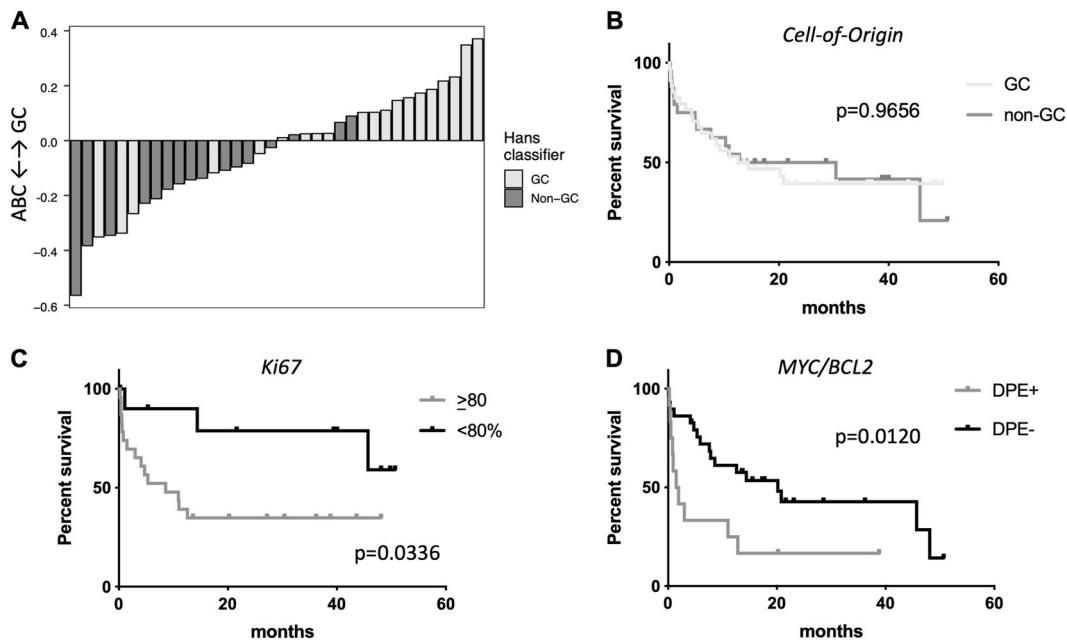 A
0.4
0.2
0.0
−0.2
−0.4
−0.6
ABC ←→ GC
Hans
classifier
GC
Non−GC
B
Cell-of-Origin
100
50
0
Percent survival
p=0.9656
GC
non-GC
0
20
40
60
months
C
Ki67
100
50
0
Percent survival
≥80
<80%
p=0.0336
0
20
40
60
months
D
MYC/BCL2
100
50
0
Percent survival
p=0.0120
DPE+
DPE-
0
20
40
60
months